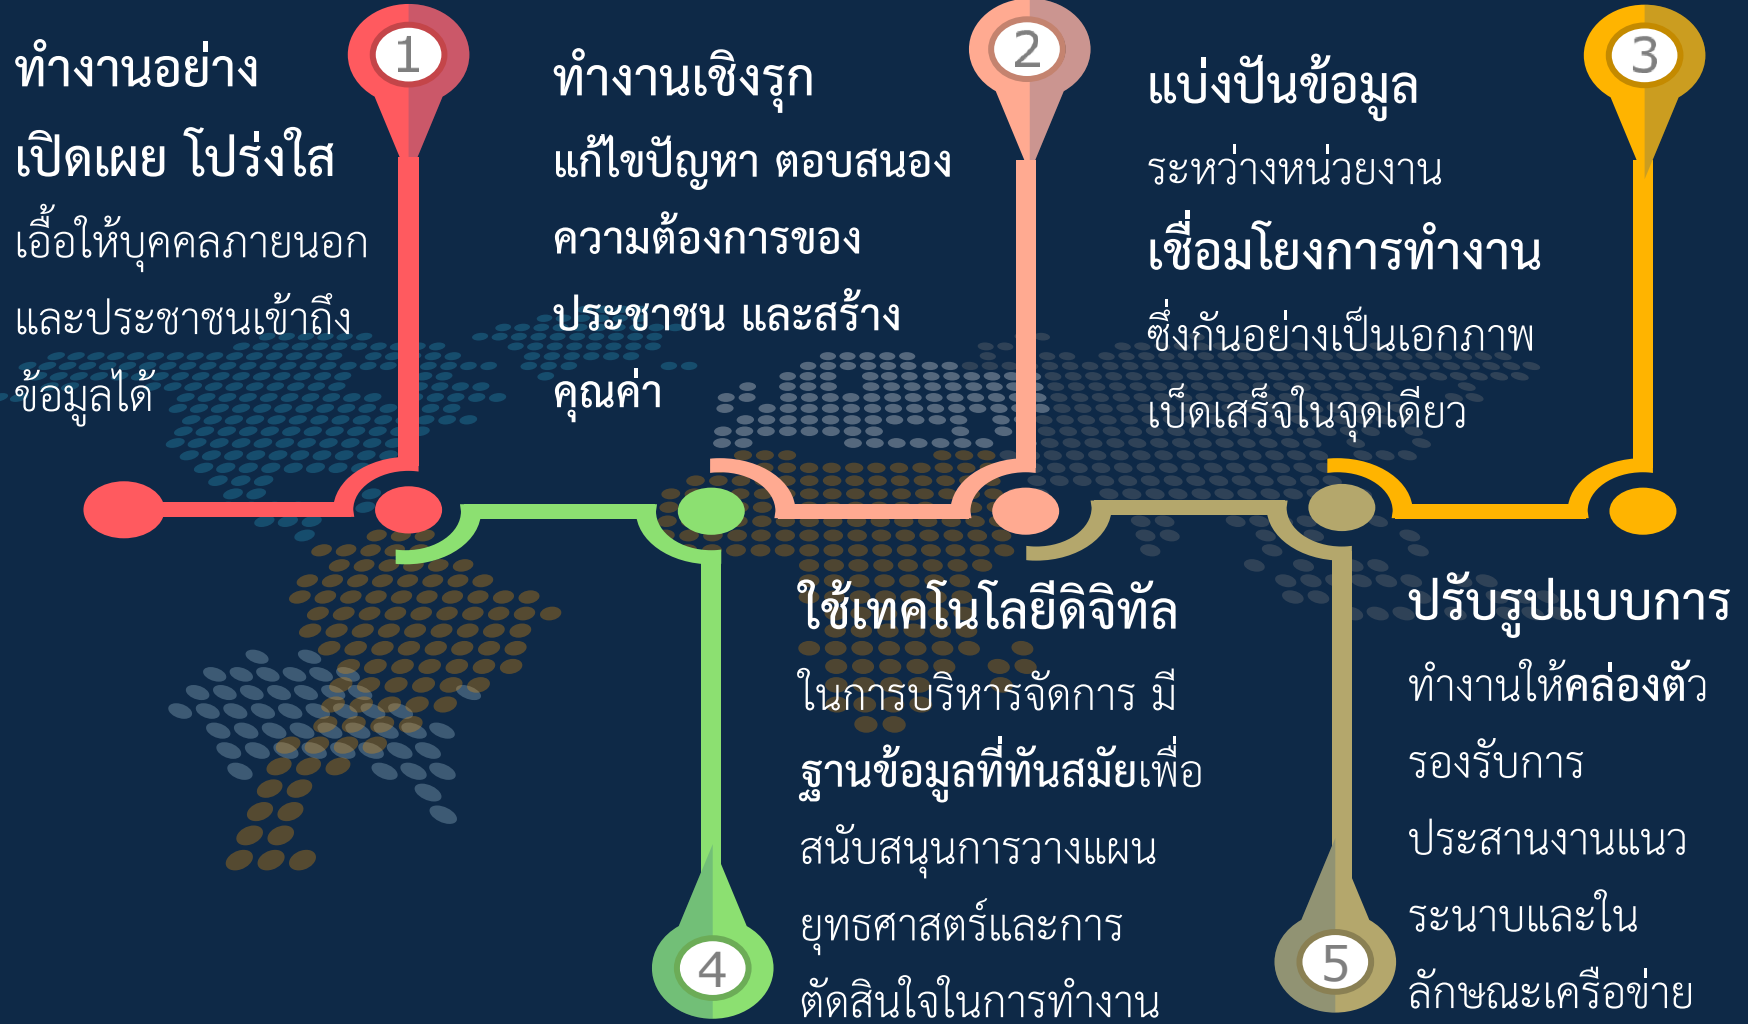 1
ทำงานอย่าง
เปิดเผย โปร่งใส
เอื้อให้บุคคลภายนอก
และประชาชนเข้าถึง
ข้อมูลได้
2
ทำงานเชิงรุก
แก้ไขปัญหา ตอบสนอง
ความต้องการของ
ประชาชน และสร้าง
คุณค่า
3
แบ่งปันข้อมูล
ระหว่างหน่วยงาน
เชื่อมโยงการทำงาน
ซึ่งกันอย่างเป็นเอกภาพ
เบ็ดเสร็จในจุดเดียว
4
ใช้เทคโนโลยีดิจิทัล
ในการบริหารจัดการ มี
ฐานข้อมูลที่ทันสมัยเพื่อ
สนับสนุนการวางแผน
ยุทธศาสตร์และการ
ตัดสินใจในการทำงาน
5
ปรับรูปแบบการ
ทำงานให้คล่องตัว
รองรับการ
ประสานงานแนว
ระนาบและใน
ลักษณะเครือข่าย